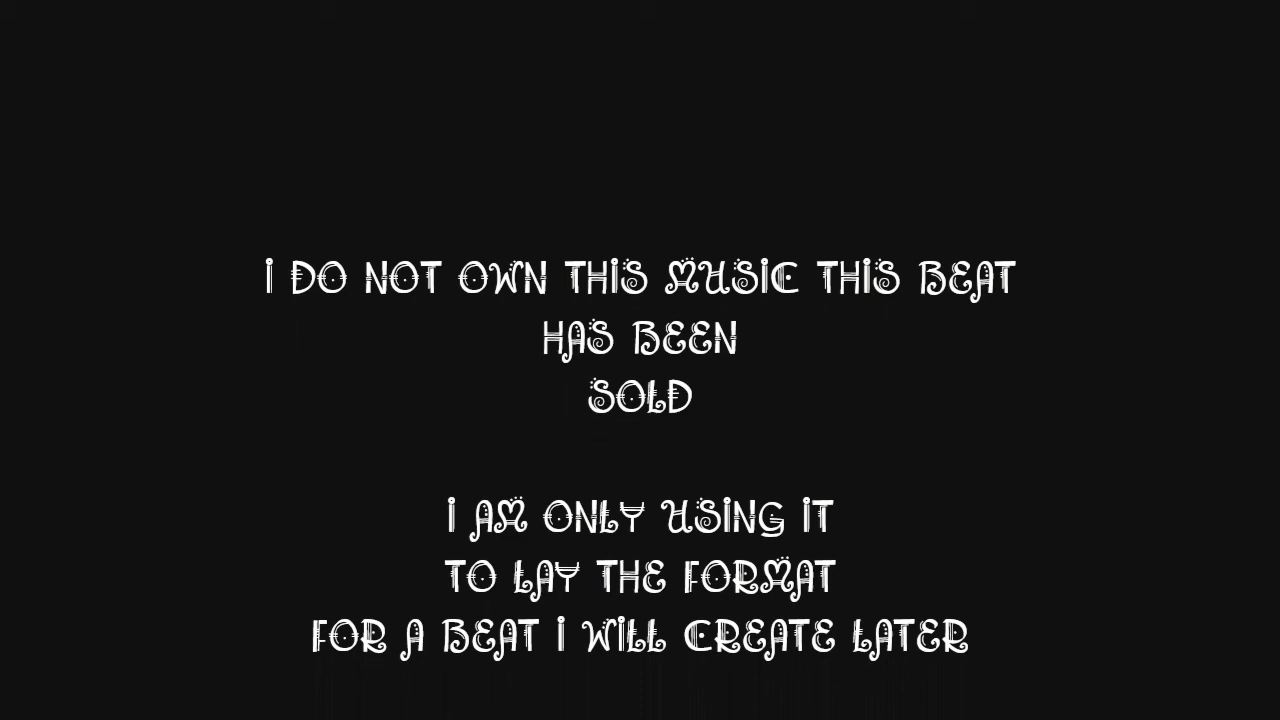 I DO NOT OWN THIS MUSIC THIS BEAT
HAS BEEN
SOLD
I AM ONLY USING IT
TO LAY THE FORMAT
FOR A BEAT I WILL CREATE LATER